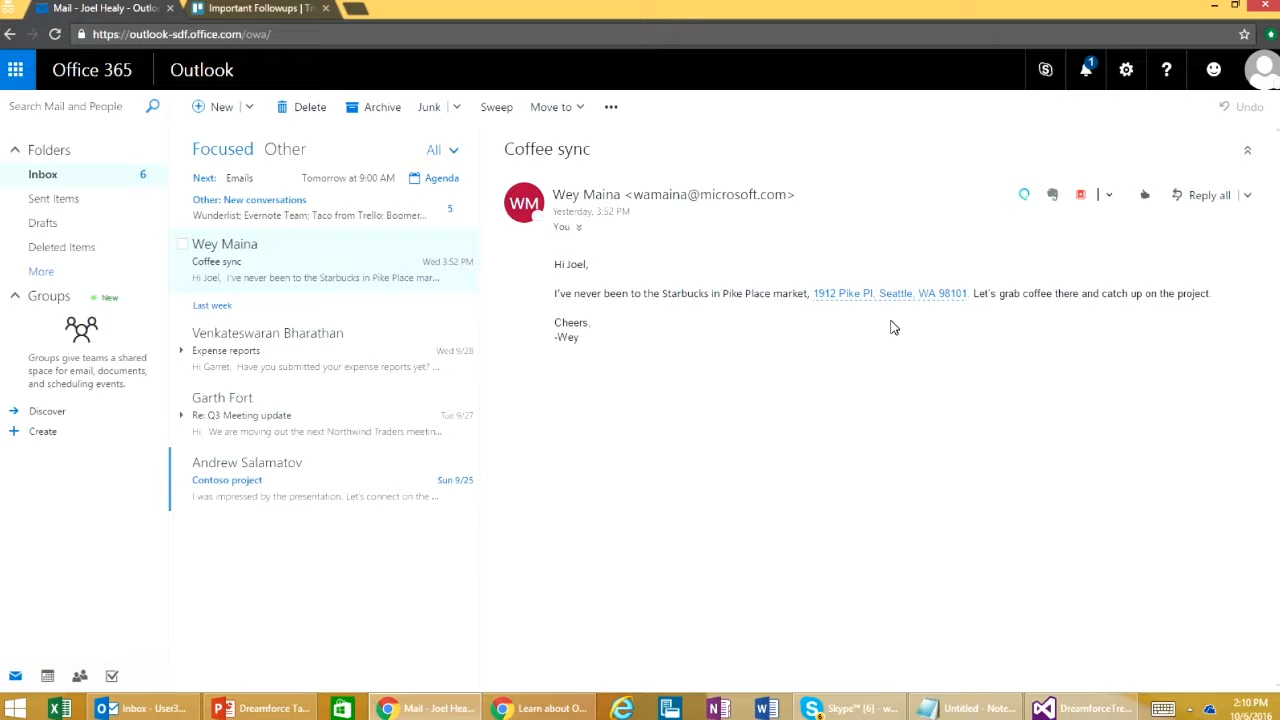 Mail - Joel Healy - Outlo
Important Followups | Tr
https://outlook-sdf.office.com/owa/
Office 365
Outlook
1
?
Search Mail and People
New
Delete
Archive
Junk
Sweep
Move to
•••
Undo
Folders
Inbox 6
Sent Items
Drafts
Deleted Items
More
Groups
New
Groups give teams a shared
space for email, documents,
and scheduling events.
Discover
Create
Focused Other
All
Next: Emails Tomorrow at 9:00 AM Agenda
Other: New conversations
Wunderlist; Evernote Team; Taco from Trello; Boomer...
5
Wey Maina
Coffee sync Wed 3:52 PM
Hi Joel, I've never been to the Starbucks in Pike Place mar...
Last week
Venkateswaran Bharathan
Expense reports Wed 9/28
Hi Garret, Have you submitted your expense reports yet? ...
Garth Fort
Re: Q3 Meeting update Tue 9/27
Hi, We are moving out the next Northwind Traders meetin...
Andrew Salamatov
Contoso project Sun 9/25
I was impressed by the presentation. Let's connect on the ...
Coffee sync
WM
Wey Maina <wamaina@microsoft.com>
Yesterday, 3:52 PM
You
Reply all
Hi Joel,
I've never been to the Starbucks in Pike Place market, 1912 Pike Pl, Seattle, WA 98101. Let's grab coffee there and catch up on the project.
Cheers,
-Wey
Inbox - User3...
Dreamforce Ta...
Mail - Joel Hea...
Learn about O...
Skype™ [6] - w...
Untitled - Note...
DreamforceTre...
2:10 PM
10/6/2016